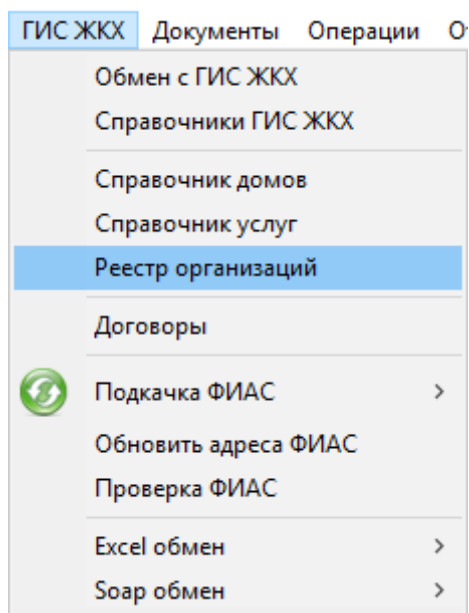 ГИС ЖКХ Документы Операции
Обмен с ГИС ЖКХ
Справочники ГИС ЖКХ
Справочник домов
Справочник услуг
Реестр организаций
Договоры
Подкачка ФИАС
Обновить адреса ФИАС
Проверка ФИАС
Excel обмен
Soap обмен